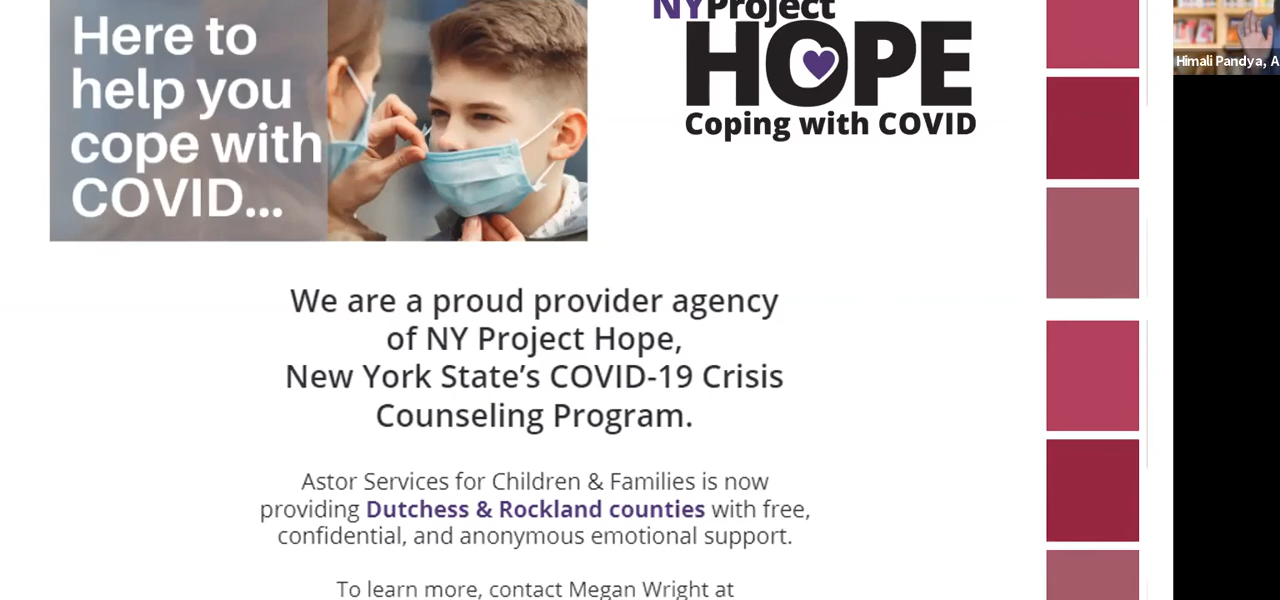 Here to
help you
cope with
COVID...
NYProject
HOPE
Coping with COVID
Himali Pandya, A
We are a proud provider agency
of NY Project Hope,
New York State’s COVID-19 Crisis
Counseling Program.
Astor Services for Children & Families is now
providing Dutchess & Rockland counties with free,
confidential, and anonymous emotional support.
To learn more, contact Megan Wright at